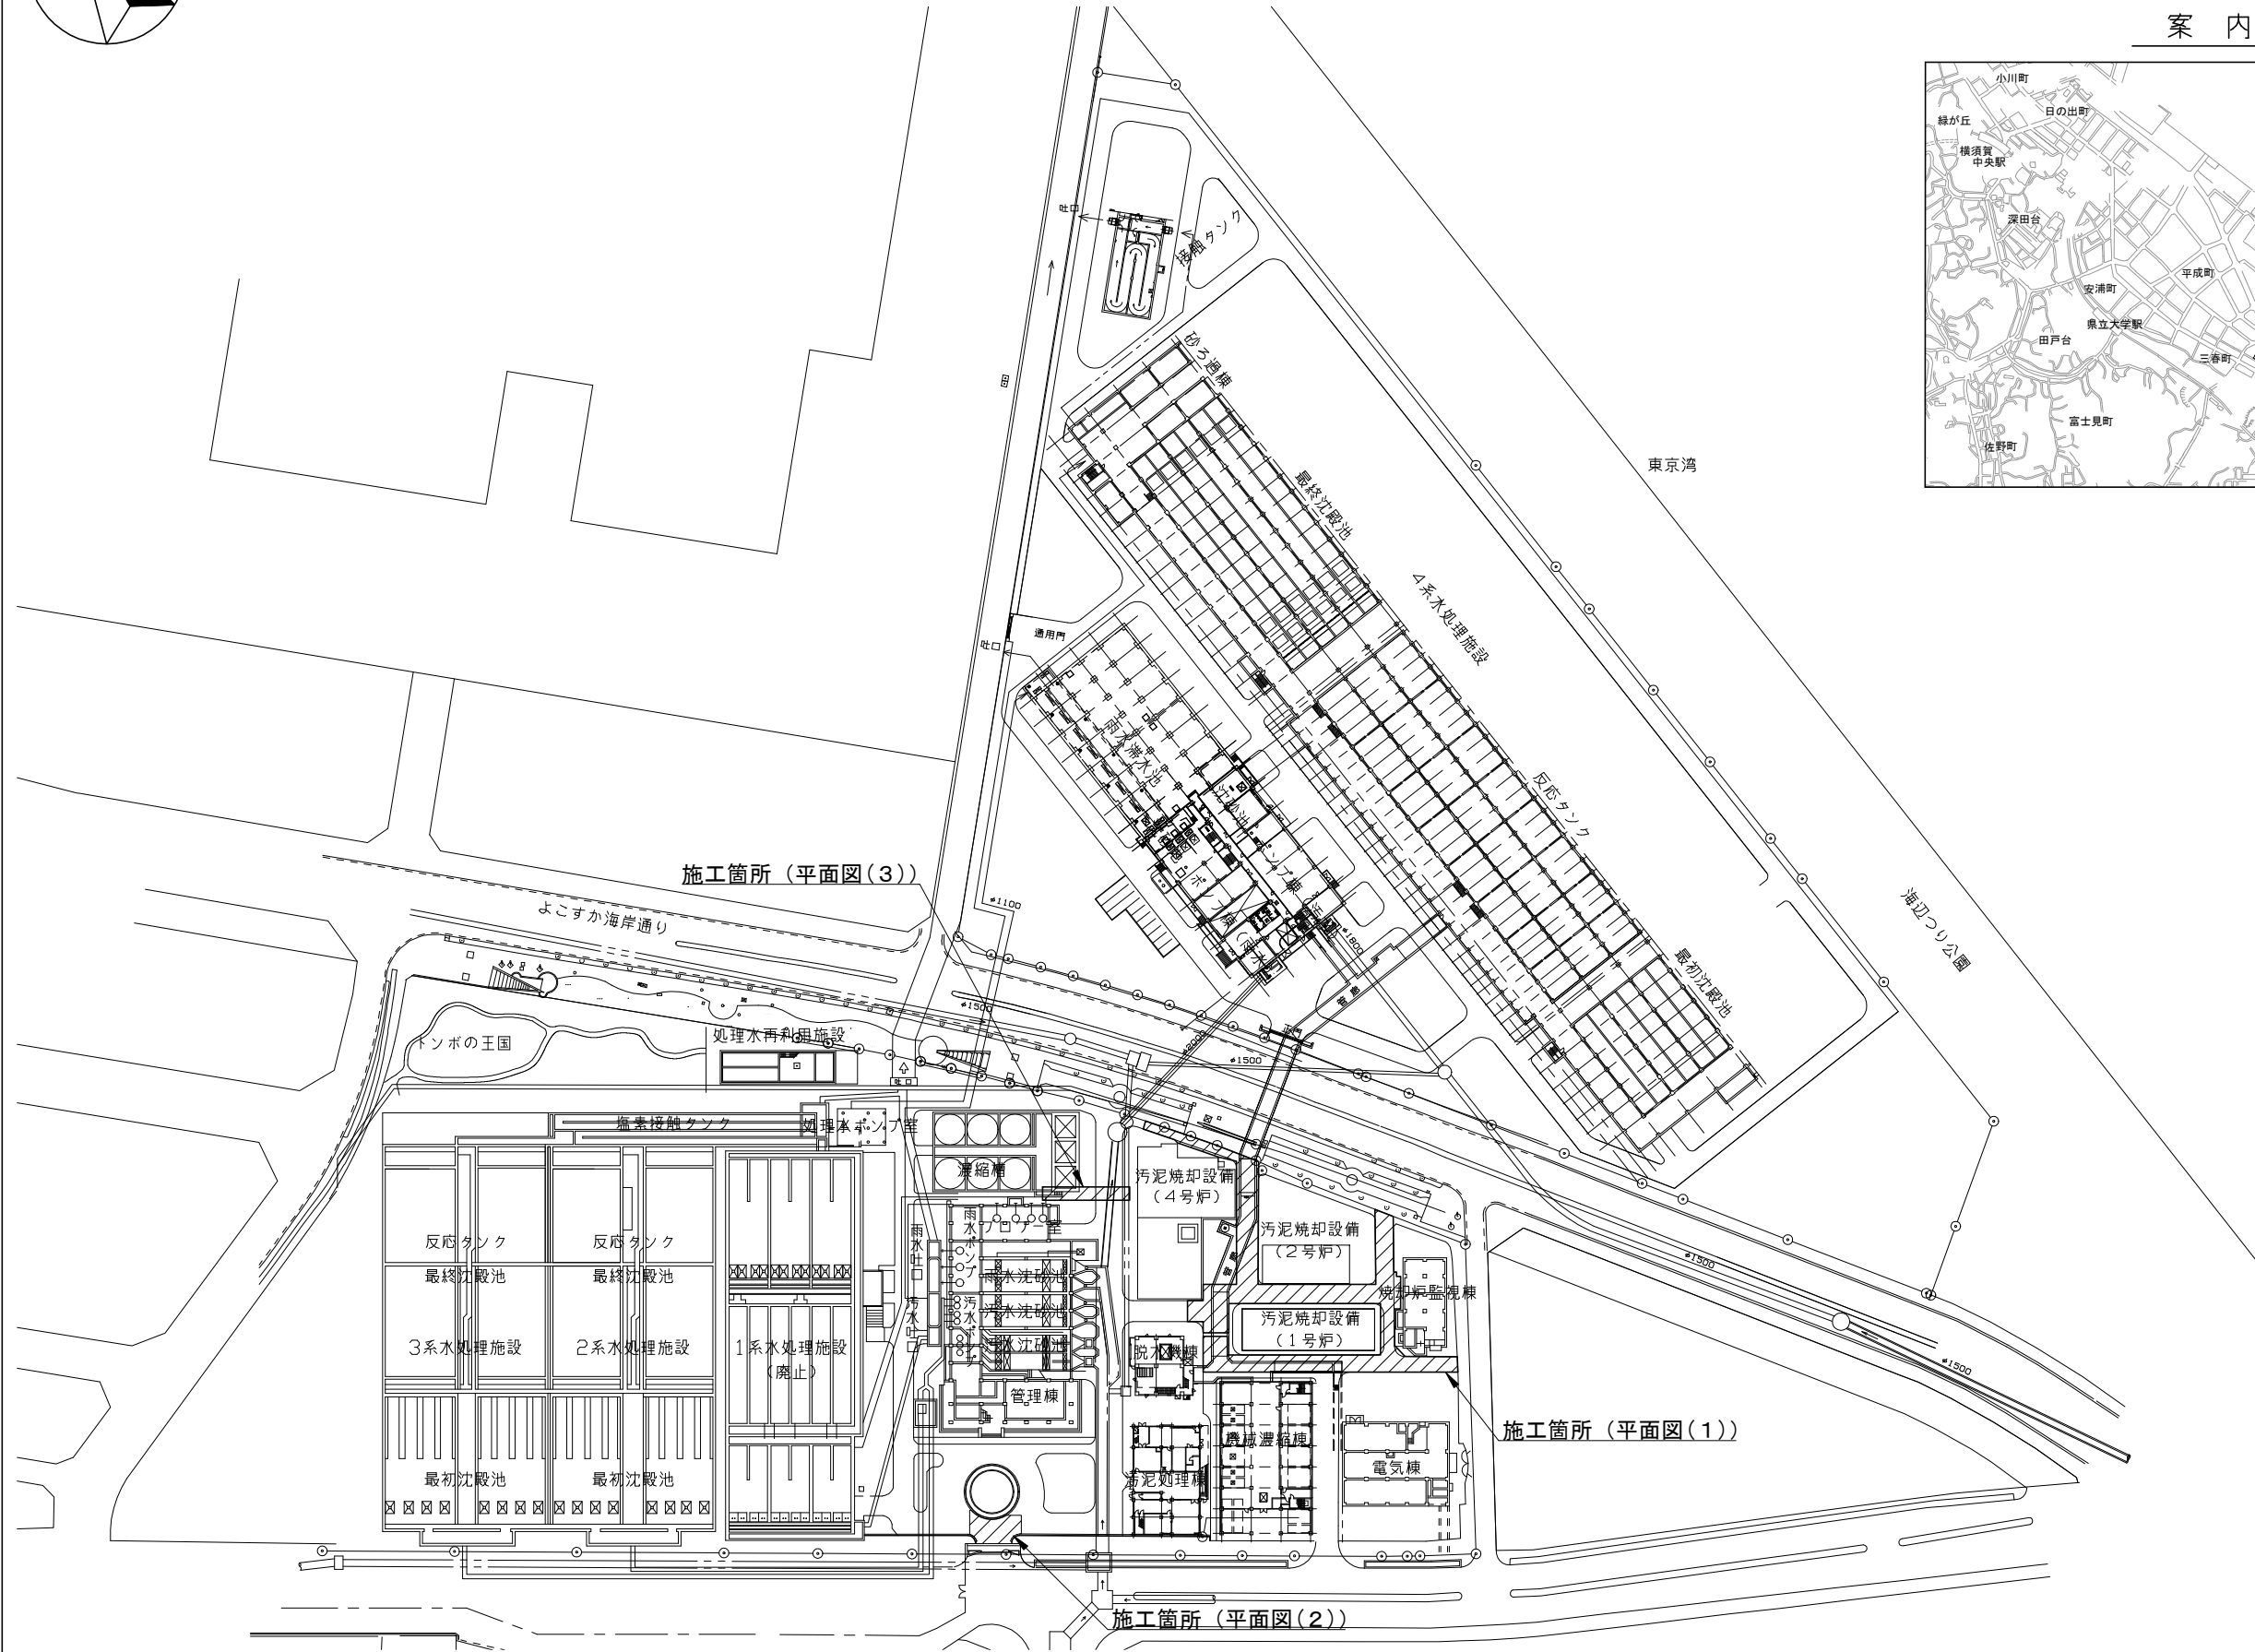 案内
小川町
日の出町
緑が丘
横須賀
中央駅
深田台
平成町
安浦町
県立大学駅
田戸台
三春町
富士見町
佐野町
吐口
接触タンク
砂ろ過棟
東京湾
最終沈殿池
4系水処理施設
通用門
吐口
雨水滞水池
反応タンク
施工箇所（平面図(3)）
よこすか海岸通り
φ1100
φ1800
海辺つり公園
最初沈殿池
φ1500
正門
φ2000
φ1500
処理水再利用施設
トンボの王国
吐口
塩素接触タンク
処理水ポンプ室
濃縮槽
汚泥焼却設備
（4号炉）
汚泥焼却設備
（2号炉）
雨水ポンプ
ブロワー室
雨水吐口
反応タンク
反応タンク
最終沈殿池
最終沈殿池
雨水沈砂池
汚水沈砂池
焼却炉監視棟
φ1500
3系水処理施設
2系水処理施設
1系水処理施設
（廃止）
汚水ポンプ
汚泥焼却設備
（1号炉）
脱水機棟
φ1500
管理棟
施工箇所（平面図(1)）
機械濃縮棟
電気棟
汚泥処理棟
最初沈殿池
最初沈殿池
施工箇所（平面図(2)）